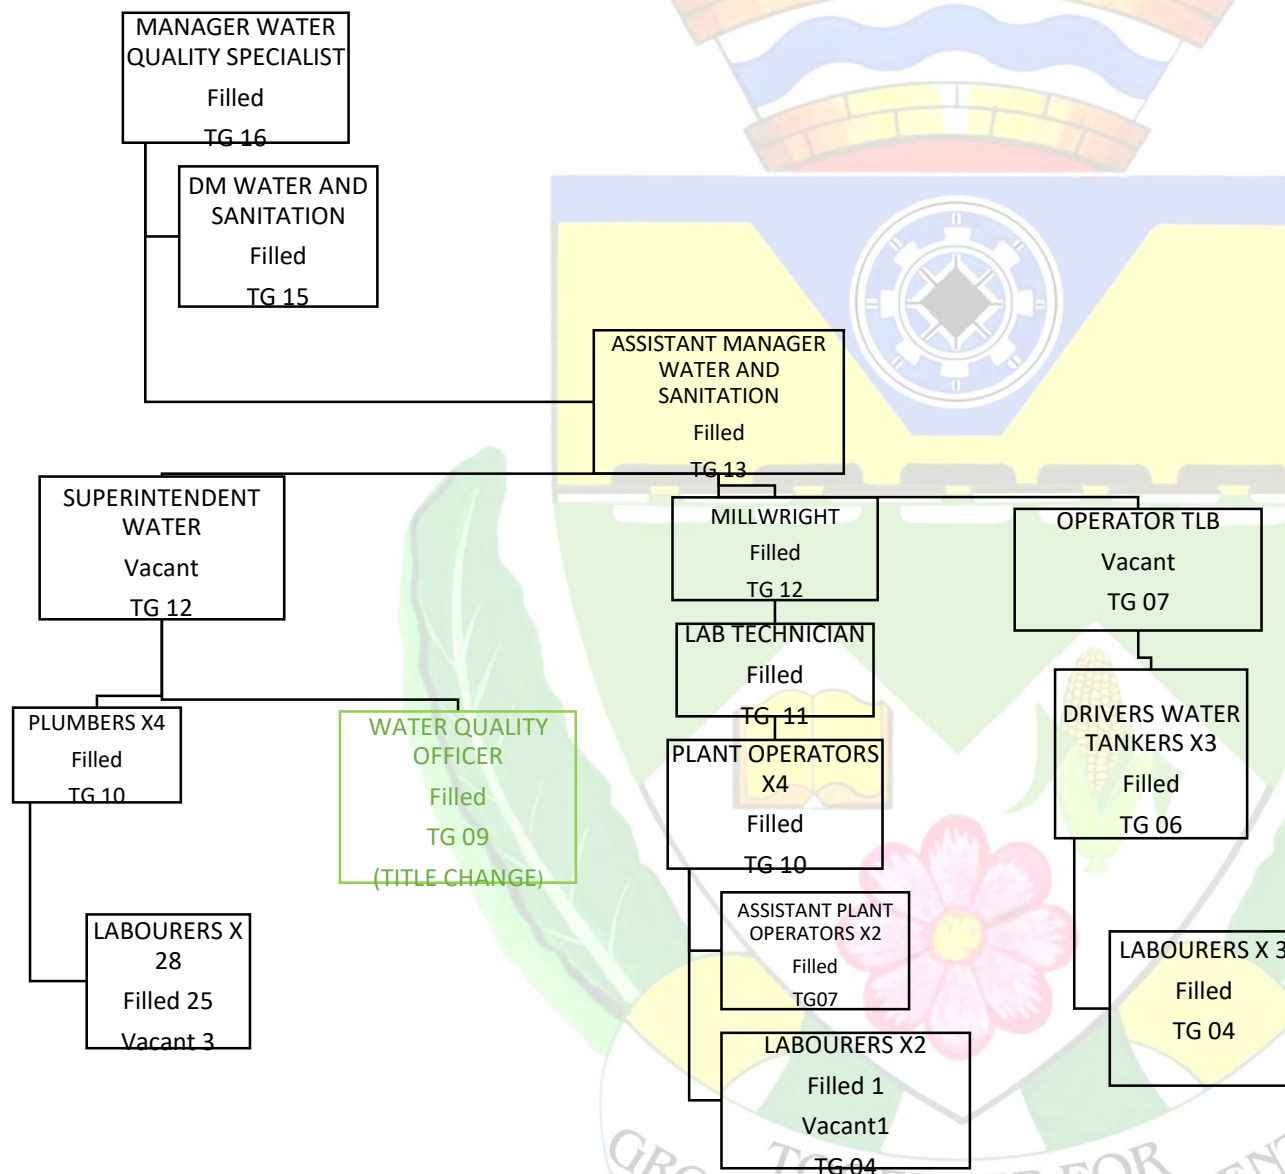 MANAGER WATER
QUALITY SPECIALIST
Filled
TG 16
DM WATER AND
SANITATION
Filled
TG 15
ASSISTANT MANAGER
WATER AND
SANITATION
Filled
TG 13
SUPERINTENDENT
WATER
Vacant
TG 12
MILLWRIGHT
Filled
TG 12
OPERATOR TLB
Vacant
TG 07
LAB TECHNICIAN
Filled
TG 11
PLUMBERS X4
Filled
TG 10
WATER QUALITY
OFFICER
Filled
TG 09
(TITLE CHANGE)
PLANT OPERATORS
X4
Filled
TG 10
DRIVERS WATER
TANKERS X3
Filled
TG 06
ASSISTANT PLANT
OPERATORS X2
Filled
TG07
LABOURERS X
28
Filled 25
Vacant 3
LABOURERS X 3
Filled
TG 04
LABOURERS X2
Filled 1
Vacant1
TG 04